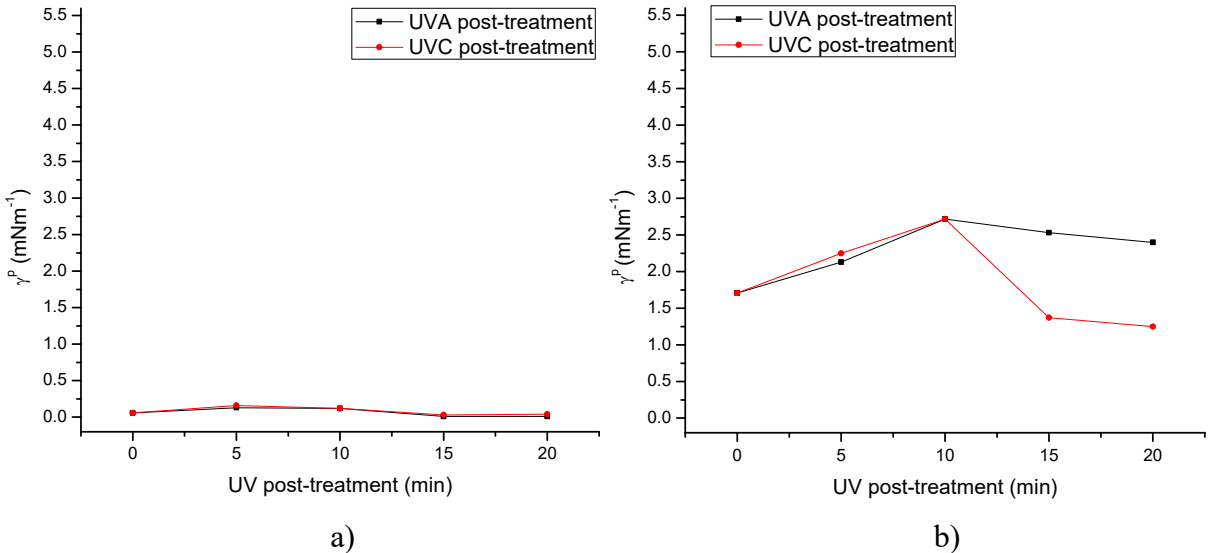 UVA post-treatment
UVC post-treatment
5.5
5.0
4.5
4.0
3.5
3.0
2.5
2.0
1.5
1.0
0.5
0.0
γᵖ (mNm⁻¹)
0 5 10 15 20
UV post-treatment (min)
a)
UVA post-treatment
UVC post-treatment
5.5
5.0
4.5
4.0
3.5
3.0
2.5
2.0
1.5
1.0
0.5
0.0
γᵖ (mNm⁻¹)
0 5 10 15 20
UV post-treatment (min)
b)